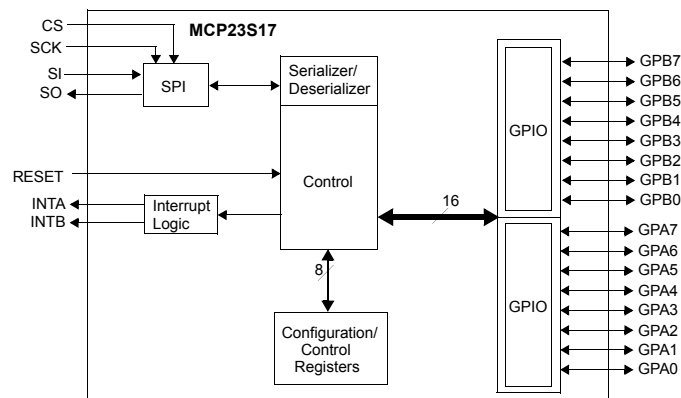 CS
MCP23S17
SCK
SI
SO
SPI
Serializer/
Deserializer
RESET
Control
INTA
INTB
Interrupt
Logic
16
8
Configuration/
Control
Registers
GPIO
GPB7
GPB6
GPB5
GPB4
GPB3
GPB2
GPB1
GPB0
GPIO
GPA7
GPA6
GPA5
GPA4
GPA3
GPA2
GPA1
GPA0